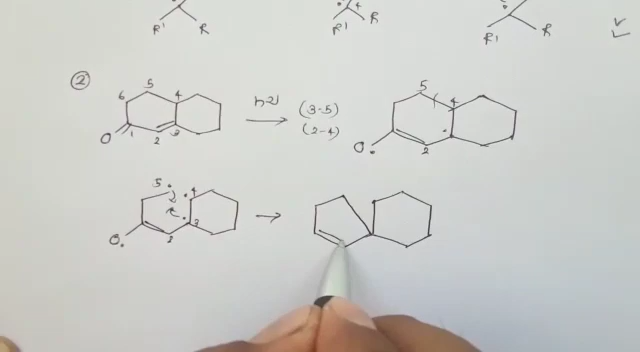 R' R R' 4 R R' R
②
5
6 4 hν (3-5) 5 4
O 1 2 3 (2-4) O. 2
5 4
O. 2 3